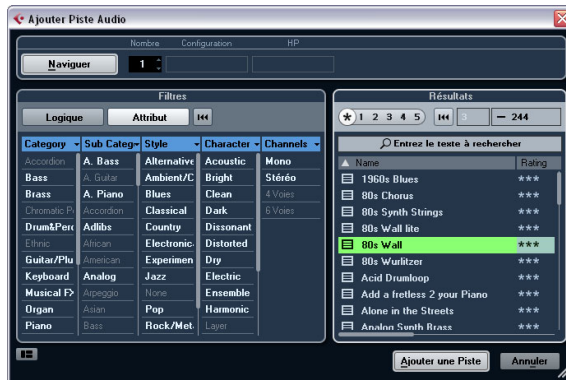 Ajouter Piste Audio
Nombre Configuration HP
Naviguer 1
Filtres
Logique Attribut
Category Sub Categ Style Character Channels
Accordion A. Bass Alternative Acoustic Mono
Bass A. Guitar Ambient/C Bright Stéréo
Brass A. Piano Blues Clean 4 Voies
Chromatic P Accordion Classical Dark 6 Voies
Drum&Perc Adlibs Country Dissonant
Ethnic African Electronic Distorted
Guitar/Plu American Experimen Dry
Keyboard Analog Jazz Electric
Musical FX Arpeggio None Ensemble
Organ Asian Pop Harmonic
Piano Bass Rock/Met Layer
Résultats
* 1 2 3 4 5 3 – 244
Entrez le texte à rechercher
Name Rating
1960s Blues ***
80s Chorus ***
80s Synth Strings ***
80s Wall lite ***
80s Wall ***
80s Wurlitzer ***
Acid Drumloop ***
Add a fretless 2 your Piano ***
Alone in the Streets ***
Analog Synth Brass ***
Ajouter une Piste Annuler